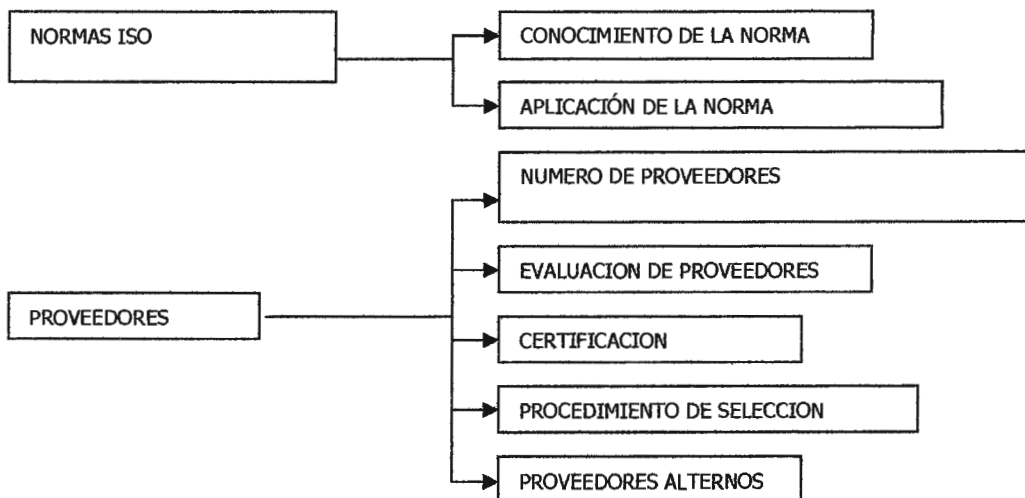 NORMAS ISO
CONOCIMIENTO DE LA NORMA
APLICACIÓN DE LA NORMA
NUMERO DE PROVEEDORES
EVALUACION DE PROVEEDORES
PROVEEDORES
CERTIFICACION
PROCEDIMIENTO DE SELECCION
PROVEEDORES ALTERNOS